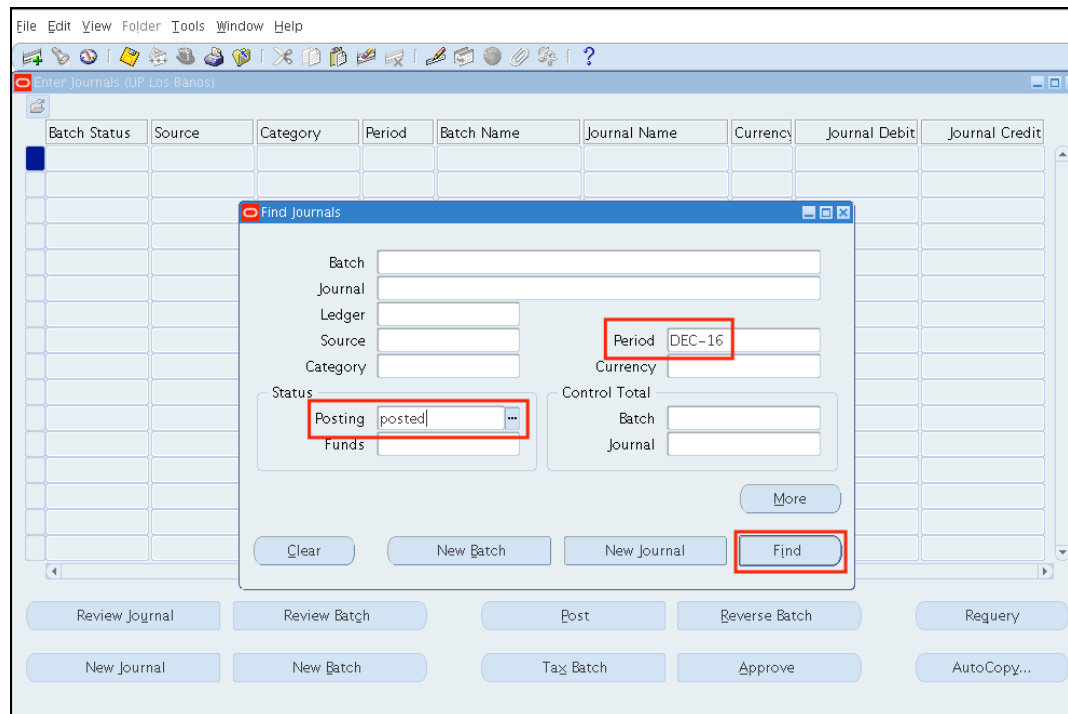 File Edit View Folder Tools Window Help
Enter Journals (UP Los Banos)
Batch Status Source Category Period Batch Name Journal Name Currency Journal Debit Journal Credit
Find Journals
Batch
Journal
Ledger
Source Period DEC-16
Category Currency
Status Control Total
Posting posted Batch
Funds Journal
More
Clear New Batch New Journal Find
Review Journal Review Batch Post Reverse Batch Requery
New Journal New Batch Tax Batch Approve AutoCopy...